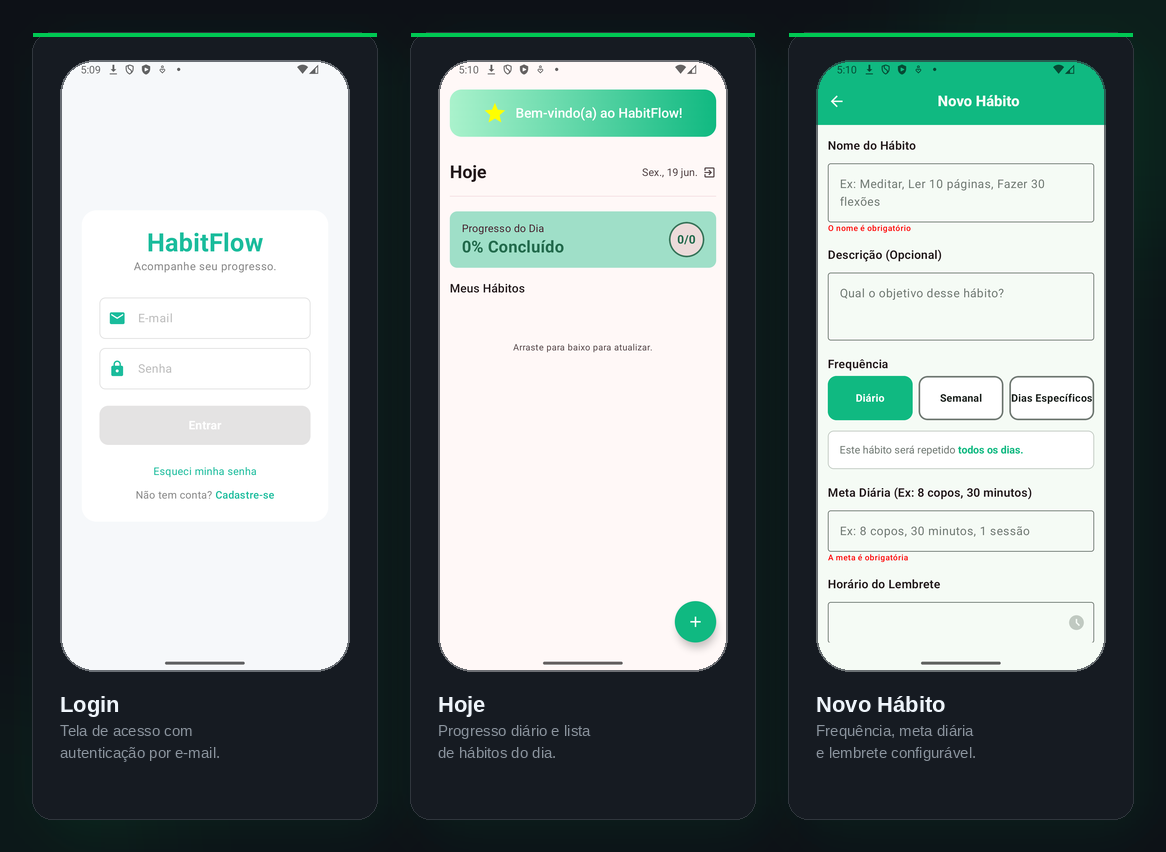 5:09
HabitFlow
Acompanhe seu progresso.
E-mail
Senha
Entrar
Esqueci minha senha
Não tem conta? Cadastre-se
Login
Tela de acesso com
autenticação por e-mail.
5:10
Bem-vindo(a) ao HabitFlow!
Hoje
Sex., 19 jun.
Progresso do Dia
0% Concluído
0/0
Meus Hábitos
Arraste para baixo para atualizar.
+
Hoje
Progresso diário e lista
de hábitos do dia.
5:10
Novo Hábito
Nome do Hábito
Ex: Meditar, Ler 10 páginas, Fazer 30
flexões
O nome é obrigatório
Descrição (Opcional)
Qual o objetivo desse hábito?
Frequência
Diário
Semanal
Dias Específicos
Este hábito será repetido todos os dias.
Meta Diária (Ex: 8 copos, 30 minutos)
Ex: 8 copos, 30 minutos, 1 sessão
A meta é obrigatória
Horário do Lembrete
Novo Hábito
Frequência, meta diária
e lembrete configurável.